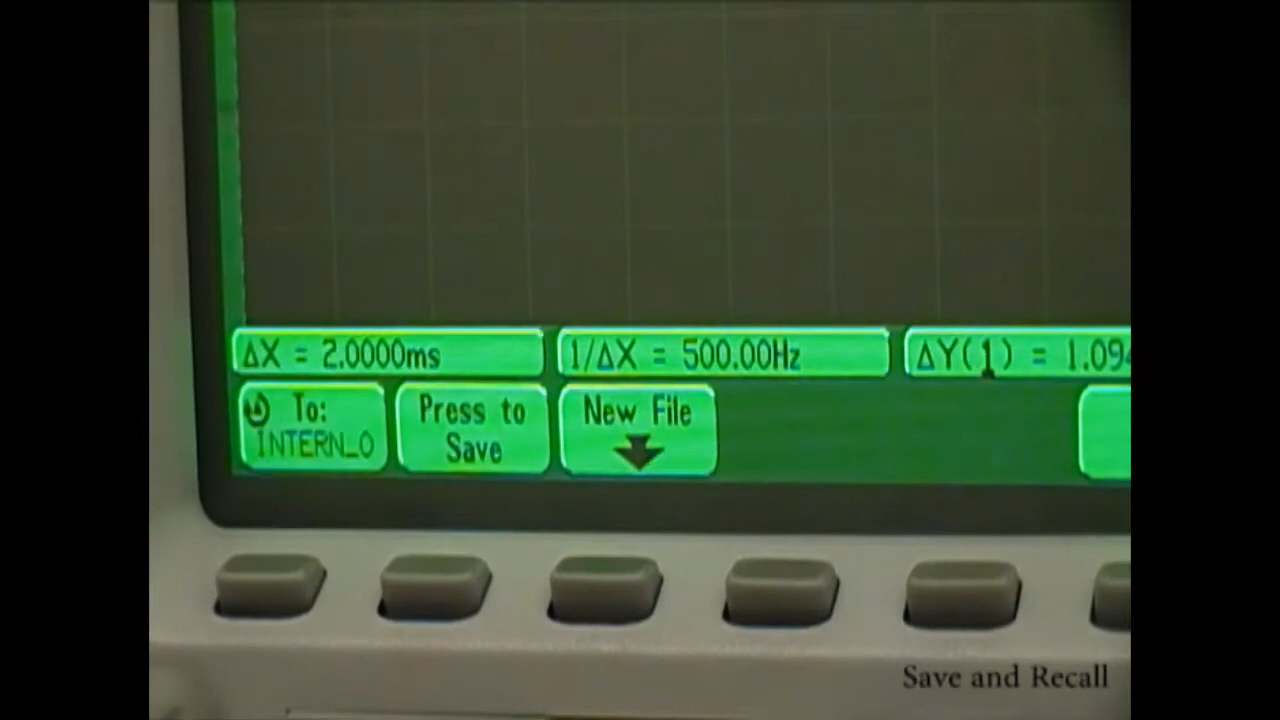 ΔX = 2.0000ms
1/ΔX = 500.00Hz
ΔY(1) = 1.094
To:
INTERN_0
Press to
Save
New File
Save and Recall